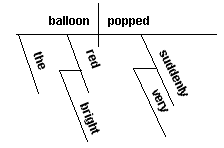 balloon popped
the
red
bright
suddenly
very